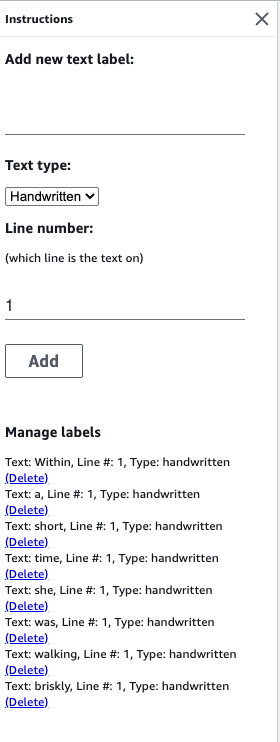 Instructions
Add new text label:
Text type:
Handwritten
Line number:
(which line is the text on)
1
Add
Manage labels
Text: Within, Line #: 1, Type: handwritten
(Delete)
Text: a, Line #: 1, Type: handwritten
(Delete)
Text: short, Line #: 1, Type: handwritten
(Delete)
Text: time, Line #: 1, Type: handwritten
(Delete)
Text: she, Line #: 1, Type: handwritten
(Delete)
Text: was, Line #: 1, Type: handwritten
(Delete)
Text: walking, Line #: 1, Type: handwritten
(Delete)
Text: briskly, Line #: 1, Type: handwritten
(Delete)